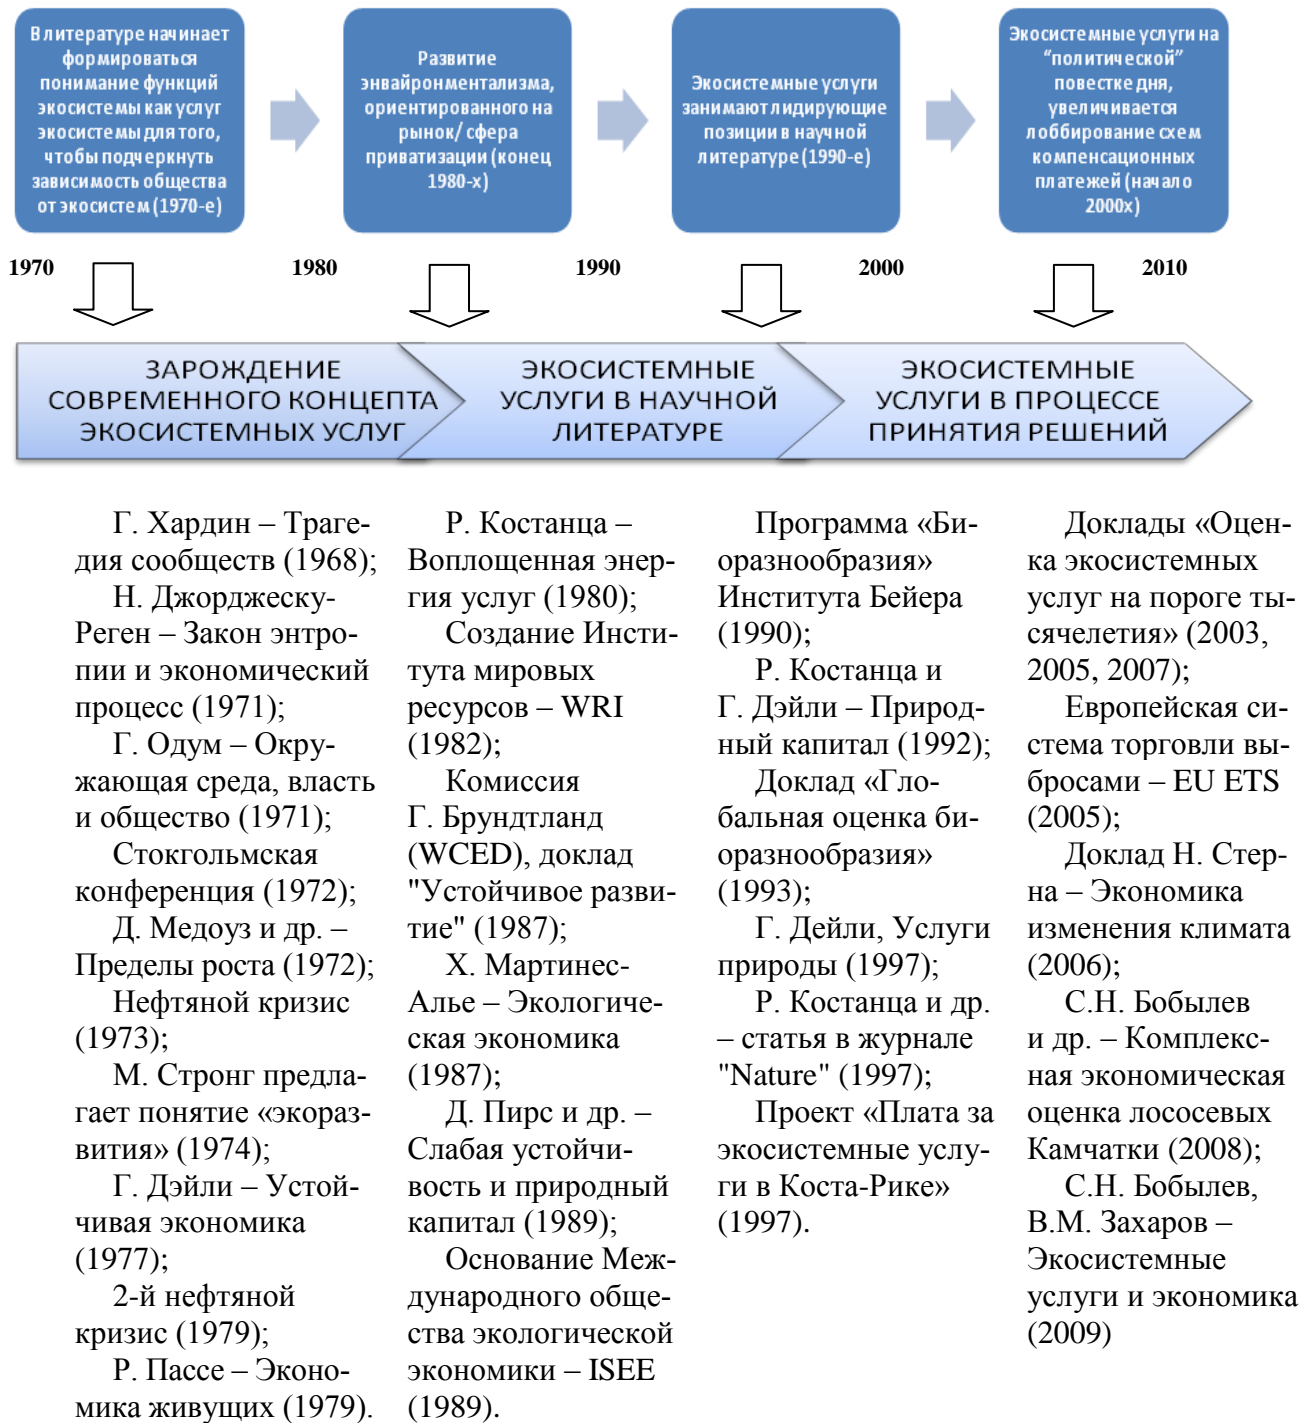 В литературе начинает
формироваться
понимание функций
экосистемы как услуг
экосистемы для того,
чтобы подчеркнуть
зависимость общества
от экосистем (1970-е)
Развитие
энвайронментализма,
ориентированного на
рынок/ сфера
приватизации (конец
1980-х)
Экосистемные услуги
занимают лидирующие
позиции в научной
литературе (1990-е)
Экосистемные услуги на
“политической”
повестке дня,
увеличивается
лоббирование схем
компенсационных
платежей (начало
2000х)
1970
1980
1990
2000
2010
ЗАРОЖДЕНИЕ
СОВРЕМЕННОГО КОНЦЕПТА
ЭКОСИСТЕМНЫХ УСЛУГ
ЭКОСИСТЕМНЫЕ
УСЛУГИ В НАУЧНОЙ
ЛИТЕРАТУРЕ
ЭКОСИСТЕМНЫЕ
УСЛУГИ В ПРОЦЕССЕ
ПРИНЯТИЯ РЕШЕНИЙ
Г. Хардин – Траге-
дия сообществ (1968);
Н. Джорджеску-
Реген – Закон энтро-
пии и экономический
процесс (1971);
Г. Одум – Окру-
жающая среда, власть
и общество (1971);
Стокгольмская
конференция (1972);
Д. Медоуз и др. –
Пределы роста (1972);
Нефтяной кризис
(1973);
М. Стронг предла-
гает понятие «экораз-
вития» (1974);
Г. Дэйли – Устой-
чивая экономика
(1977);
2-й нефтяной
кризис (1979);
Р. Пассе – Эконо-
мика живущих (1979).
Р. Костанца –
Воплощенная энер-
гия услуг (1980);
Создание Инсти-
тута мировых
ресурсов – WRI
(1982);
Комиссия
Г. Брундтланд
(WCED), доклад
"Устойчивое разви-
тие" (1987);
Х. Мартинес-
Алье – Экологиче-
ская экономика
(1987);
Д. Пирс и др. –
Слабая устойчи-
вость и природный
капитал (1989);
Основание Меж-
дународного обще-
ства экологической
экономики – ISEE
(1989).
Программа «Би-
оразнообразия»
Института Бейера
(1990);
Р. Костанца и
Г. Дэйли – Природ-
ный капитал (1992);
Доклад «Гло-
бальная оценка би-
оразнообразия»
(1993);
Г. Дейли, Услуги
природы (1997);
Р. Костанца и др.
– статья в журнале
"Nature" (1997);
Проект «Плата за
экосистемные услу-
ги в Коста-Рике»
(1997).
Доклады «Оцен-
ка экосистемных
услуг на пороге ты-
сячелетия» (2003,
2005, 2007);
Европейская си-
стема торговли вы-
бросами – EU ETS
(2005);
Доклад Н. Стер-
на – Экономика
изменения климата
(2006);
С.Н. Бобылев
и др. – Комплекс-
ная экономическая
оценка лососевых
Камчатки (2008);
С.Н. Бобылев,
В.М. Захаров –
Экосистемные
услуги и экономика
(2009)